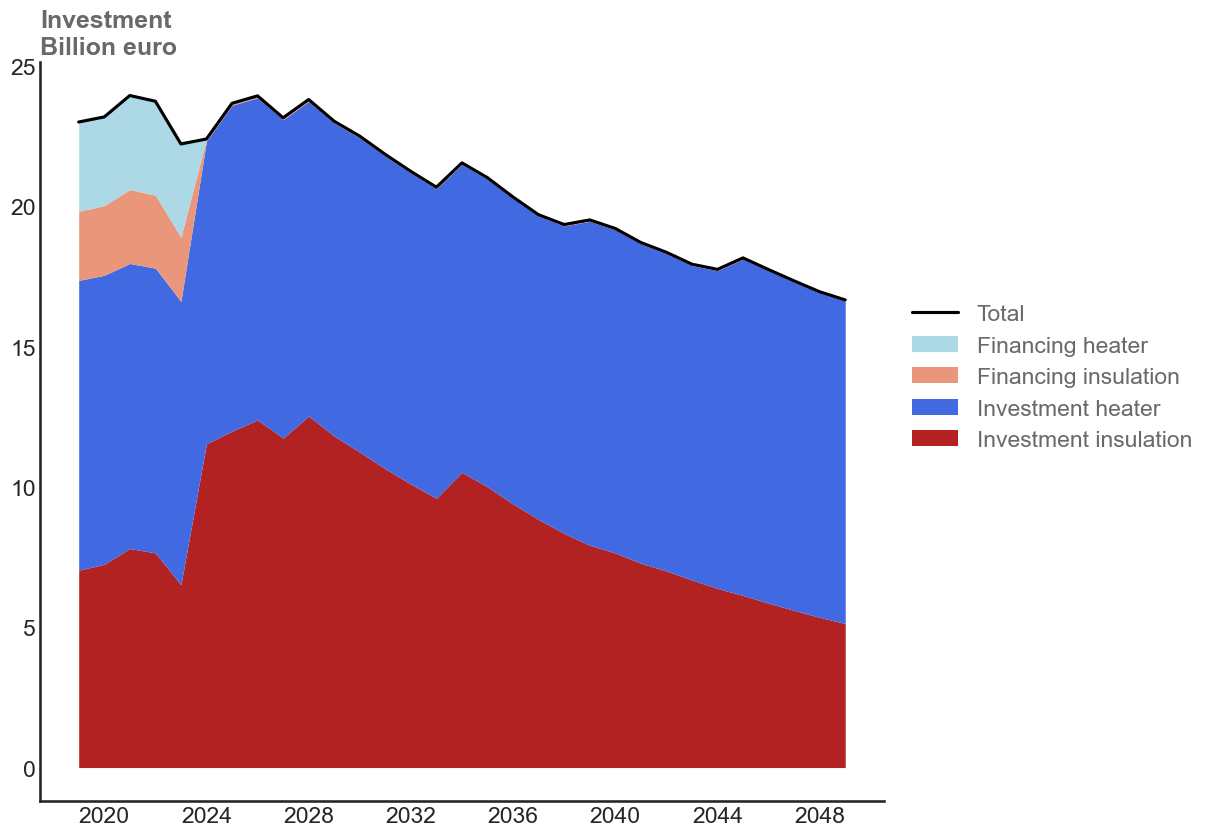 Investment
Billion euro
25
20
15
10
5
0
2020 2024 2028 2032 2036 2040 2044 2048
Total
Financing heater
Financing insulation
Investment heater
Investment insulation